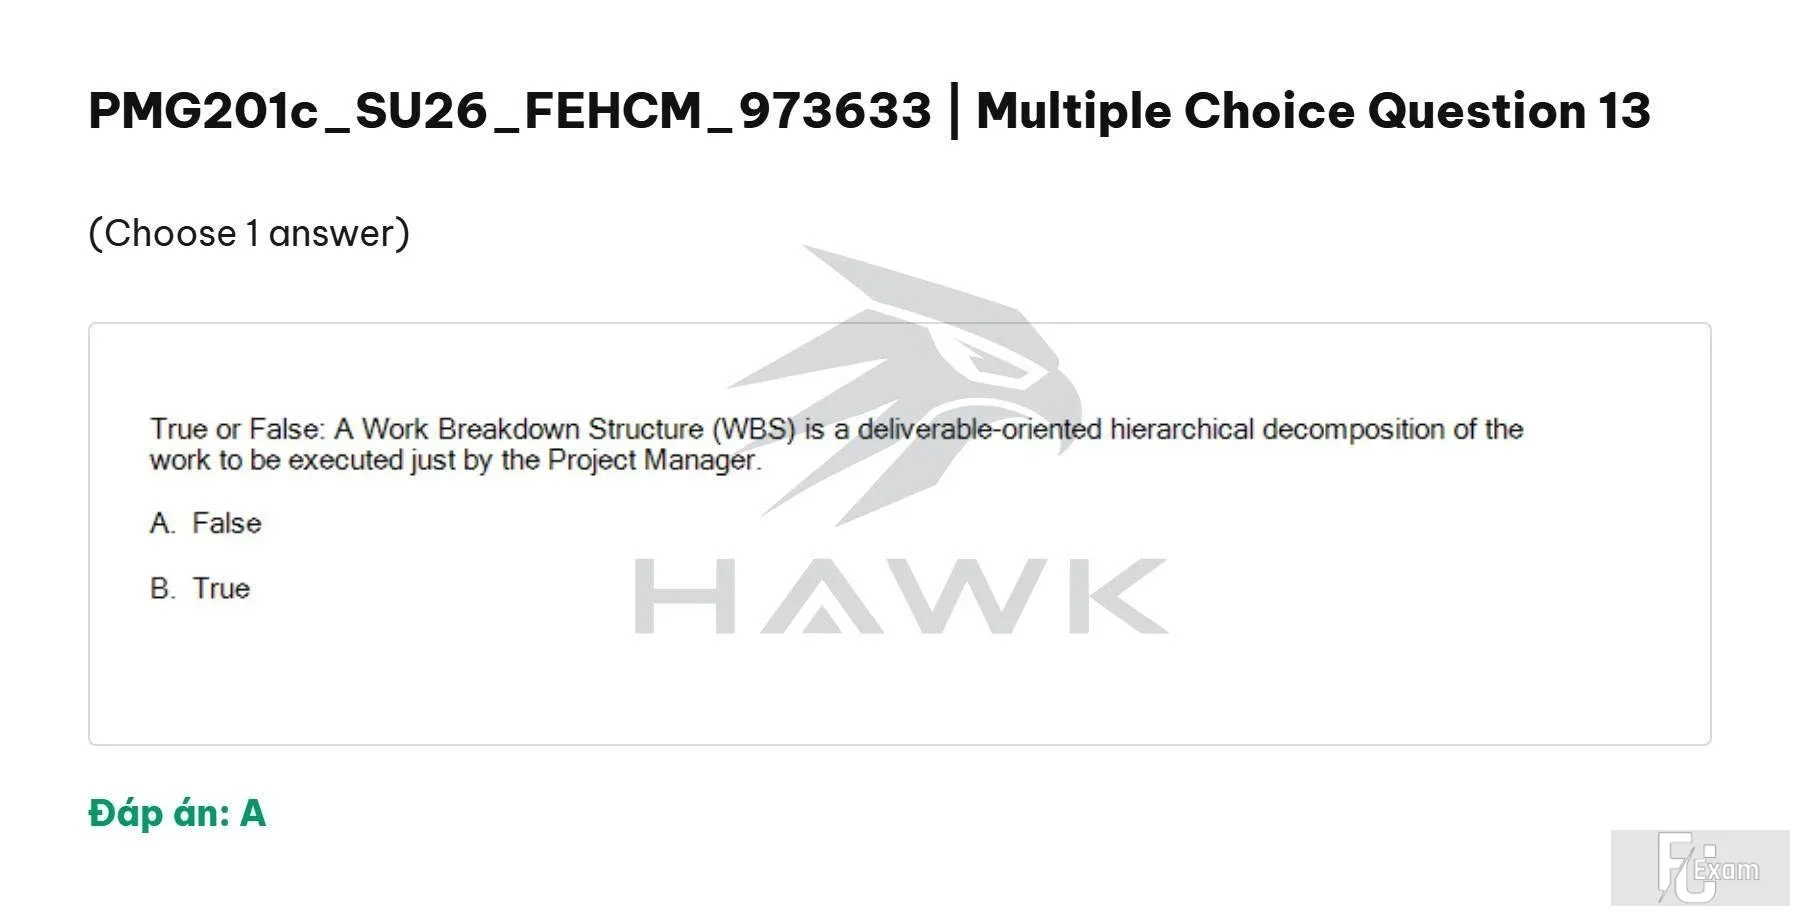 PMG201c_SU26_FEHCM_973633 | Multiple Choice Question 13
(Choose 1 answer)
True or False: A Work Breakdown Structure (WBS) is a deliverable-oriented hierarchical decomposition of the
work to be executed just by the Project Manager.
A. False
B. True
HAWK
Đáp án: A
FU Exam